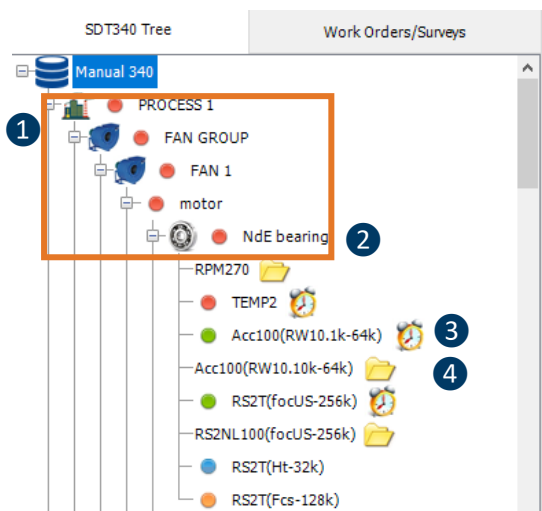 SDT340 Tree
Work Orders/Surveys
Manual 340
1
PROCESS 1
FAN GROUP
FAN 1
motor
NdE bearing
2
RPM270
TEMP2
Acc100(RW10.1k-64k)
3
Acc100(RW10.10k-64k)
4
RS2T(focUS-256k)
RS2NL100(focUS-256k)
RS2T(Ht-32k)
RS2T(Fcs-128k)